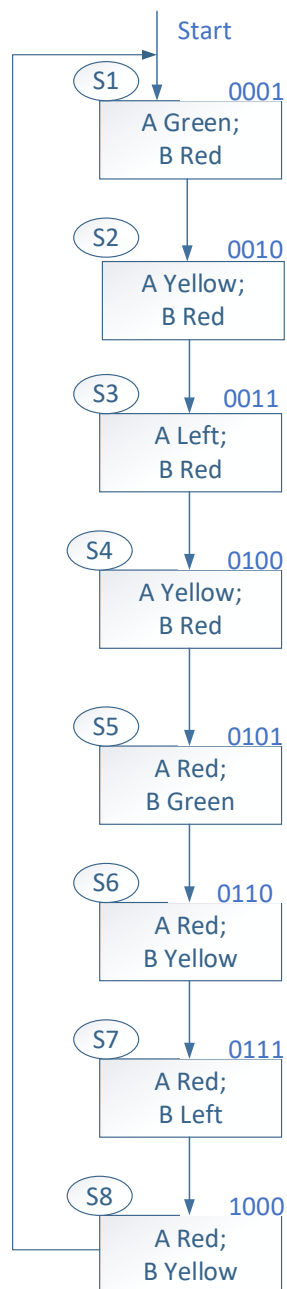 Start
S1
0001
A Green;
B Red
S2
0010
A Yellow;
B Red
S3
0011
A Left;
B Red
S4
0100
A Yellow;
B Red
S5
0101
A Red;
B Green
S6
0110
A Red;
B Yellow
S7
0111
A Red;
B Left
S8
1000
A Red;
B Yellow